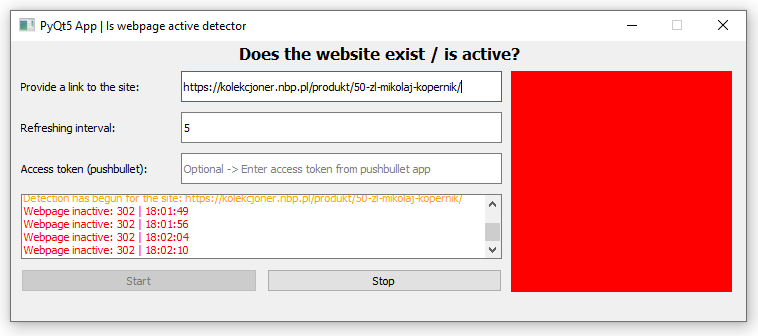 PyQt5 App | Is webpage active detector
Does the website exist / is active?
Provide a link to the site:
https://kolekcjoner.nbp.pl/produkt/50-zl-mikolaj-kopernik/
Refreshing interval:
5
Access token (pushbullet):
Optional -> Enter access token from pushbullet app
Detection has begun for the site: https://kolekcjoner.nbp.pl/produkt/50-zl-mikolaj-kopernik/
Webpage inactive: 302 | 18:01:49
Webpage inactive: 302 | 18:01:56
Webpage inactive: 302 | 18:02:04
Webpage inactive: 302 | 18:02:10
Start
Stop